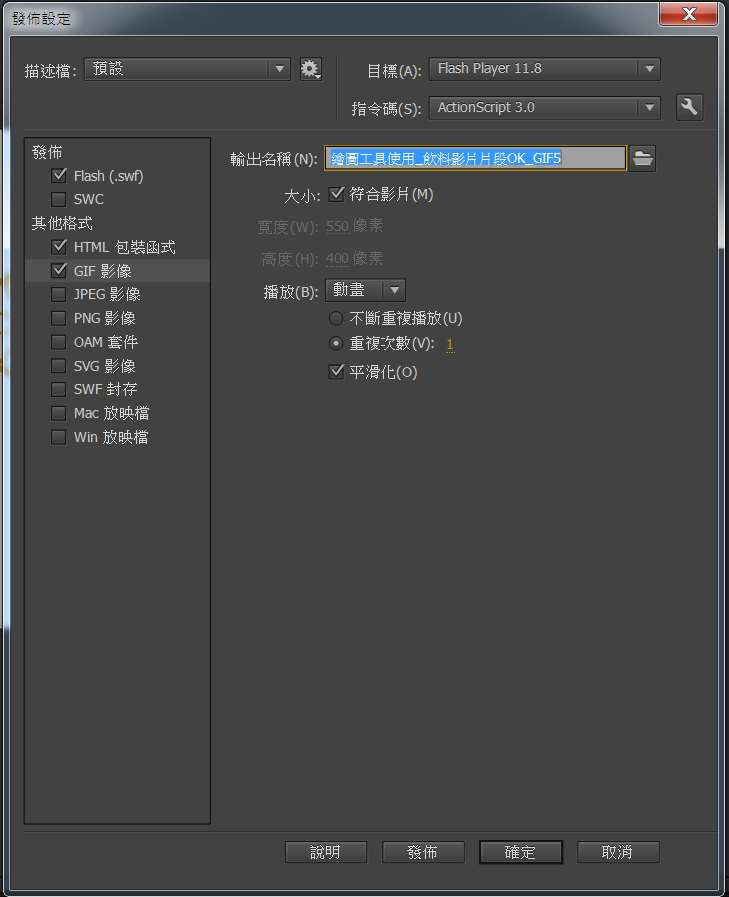 發佈設定
描述檔: 預設
目標(A): Flash Player 11.8
指令碼(S): ActionScript 3.0
發佈
Flash (.swf)
SWC
其他格式
HTML 包裝函式
GIF 影像
JPEG 影像
PNG 影像
OAM 套件
SVG 影像
SWF 封存
Mac 放映檔
Win 放映檔
輸出名稱(N): 繪圖工具使用_飲料影片片段OK_GIF5
大小: 符合影片(M)
寬度(W): 550 像素
高度(H): 400 像素
播放(B): 動畫
不斷重複播放(U)
重複次數(V): 1
平滑化(O)
說明
發佈
確定
取消